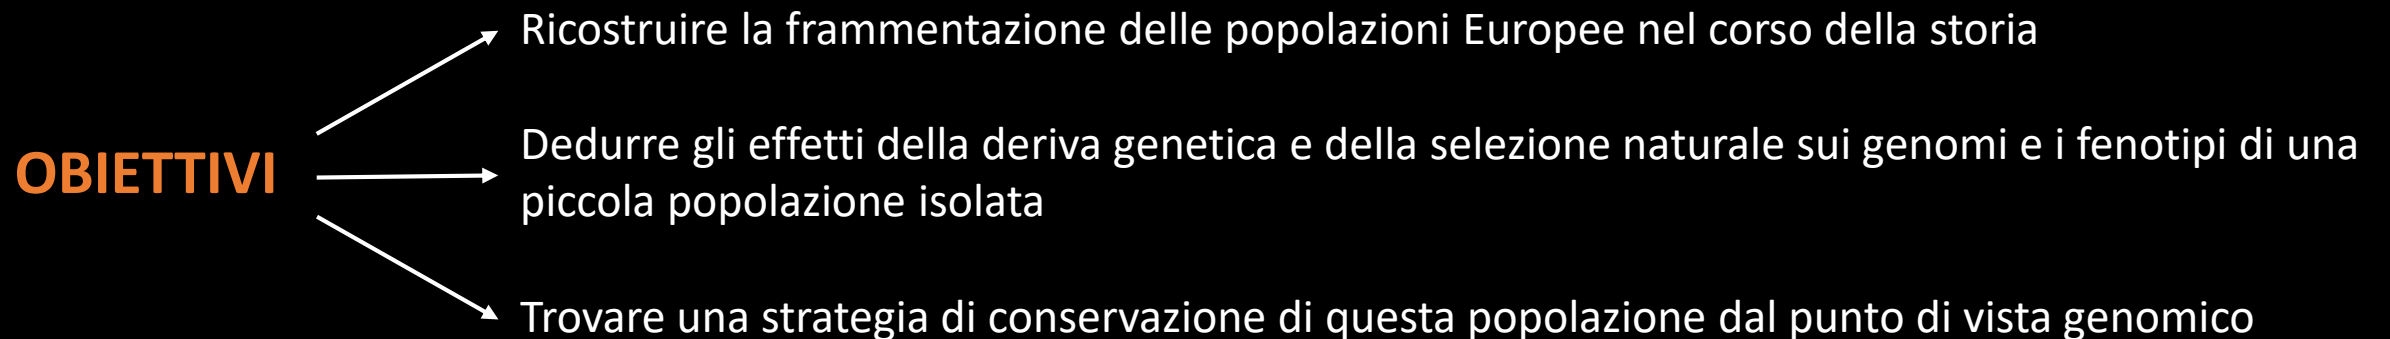 Ricostruire la frammentazione delle popolazioni Europee nel corso della storia
OBIETTIVI
Dedurre gli effetti della deriva genetica e della selezione naturale sui genomi e i fenotipi di una
piccola popolazione isolata
Trovare una strategia di conservazione di questa popolazione dal punto di vista genomico